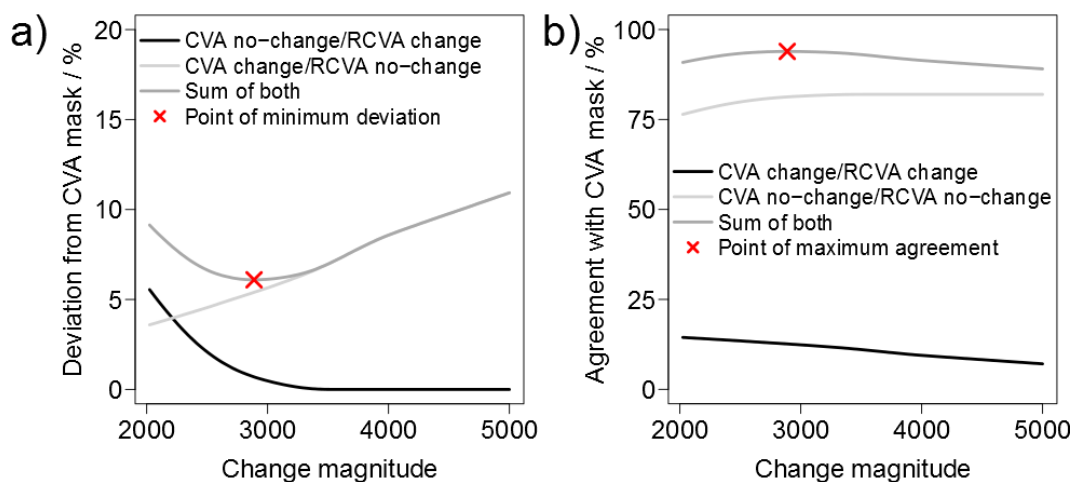 a)
Deviation from CVA mask / %
20
15
10
5
0
CVA no−change/RCVA change
CVA change/RCVA no−change
Sum of both
Point of minimum deviation
2000 3000 4000 5000
Change magnitude
b)
Agreement with CVA mask / %
100
75
50
25
0
CVA change/RCVA change
CVA no−change/RCVA no−change
Sum of both
Point of maximum agreement
2000 3000 4000 5000
Change magnitude